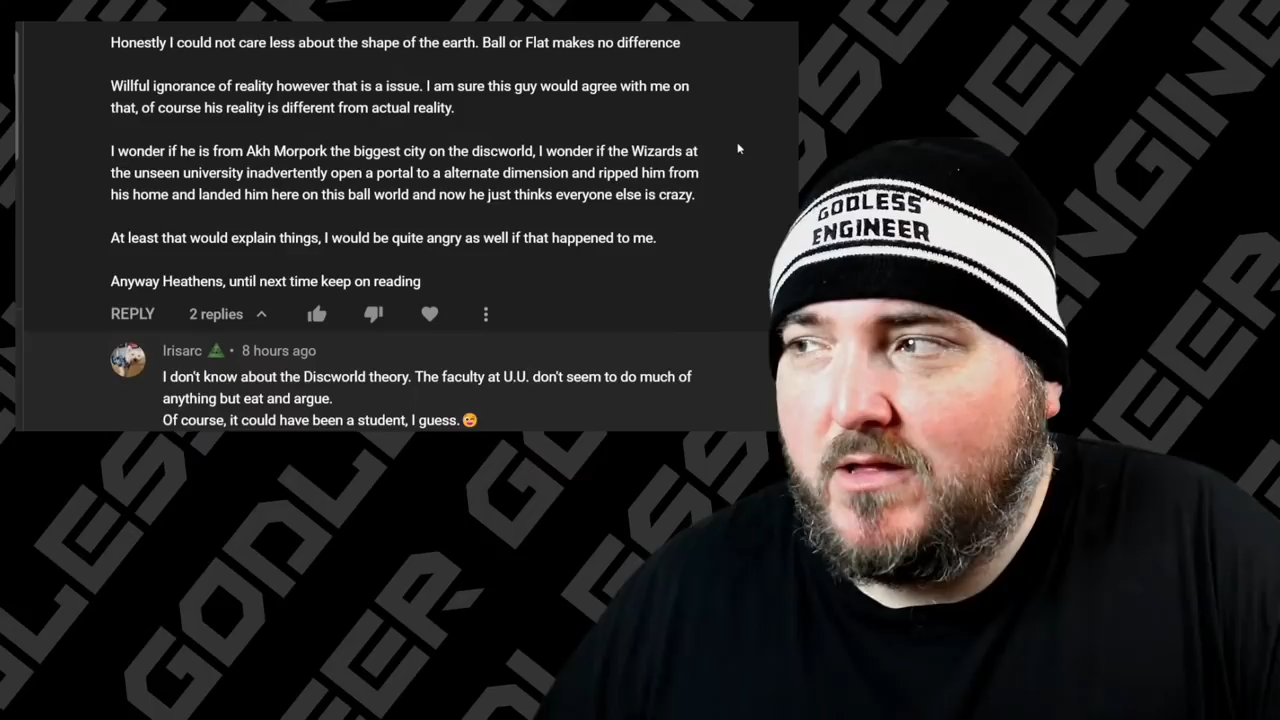 Honestly I could not care less about the shape of the earth. Ball or Flat makes no difference
Willful ignorance of reality however that is a issue. I am sure this guy would agree with me on
that, of course his reality is different from actual reality.
I wonder if he is from Akh Morpork the biggest city on the discworld, I wonder if the Wizards at
the unseen university inadvertently open a portal to a alternate dimension and ripped him from
his home and landed him here on this ball world and now he just thinks everyone else is crazy.
At least that would explain things, I would be quite angry as well if that happened to me.
Anyway Heathens, until next time keep on reading
REPLY 2 replies
Irisarc • 8 hours ago
I don't know about the Discworld theory. The faculty at U.U. don't seem to do much of
anything but eat and argue.
Of course, it could have been a student, I guess. 😅
GODLESS
ENGINEER
GODLESS ENGINEER